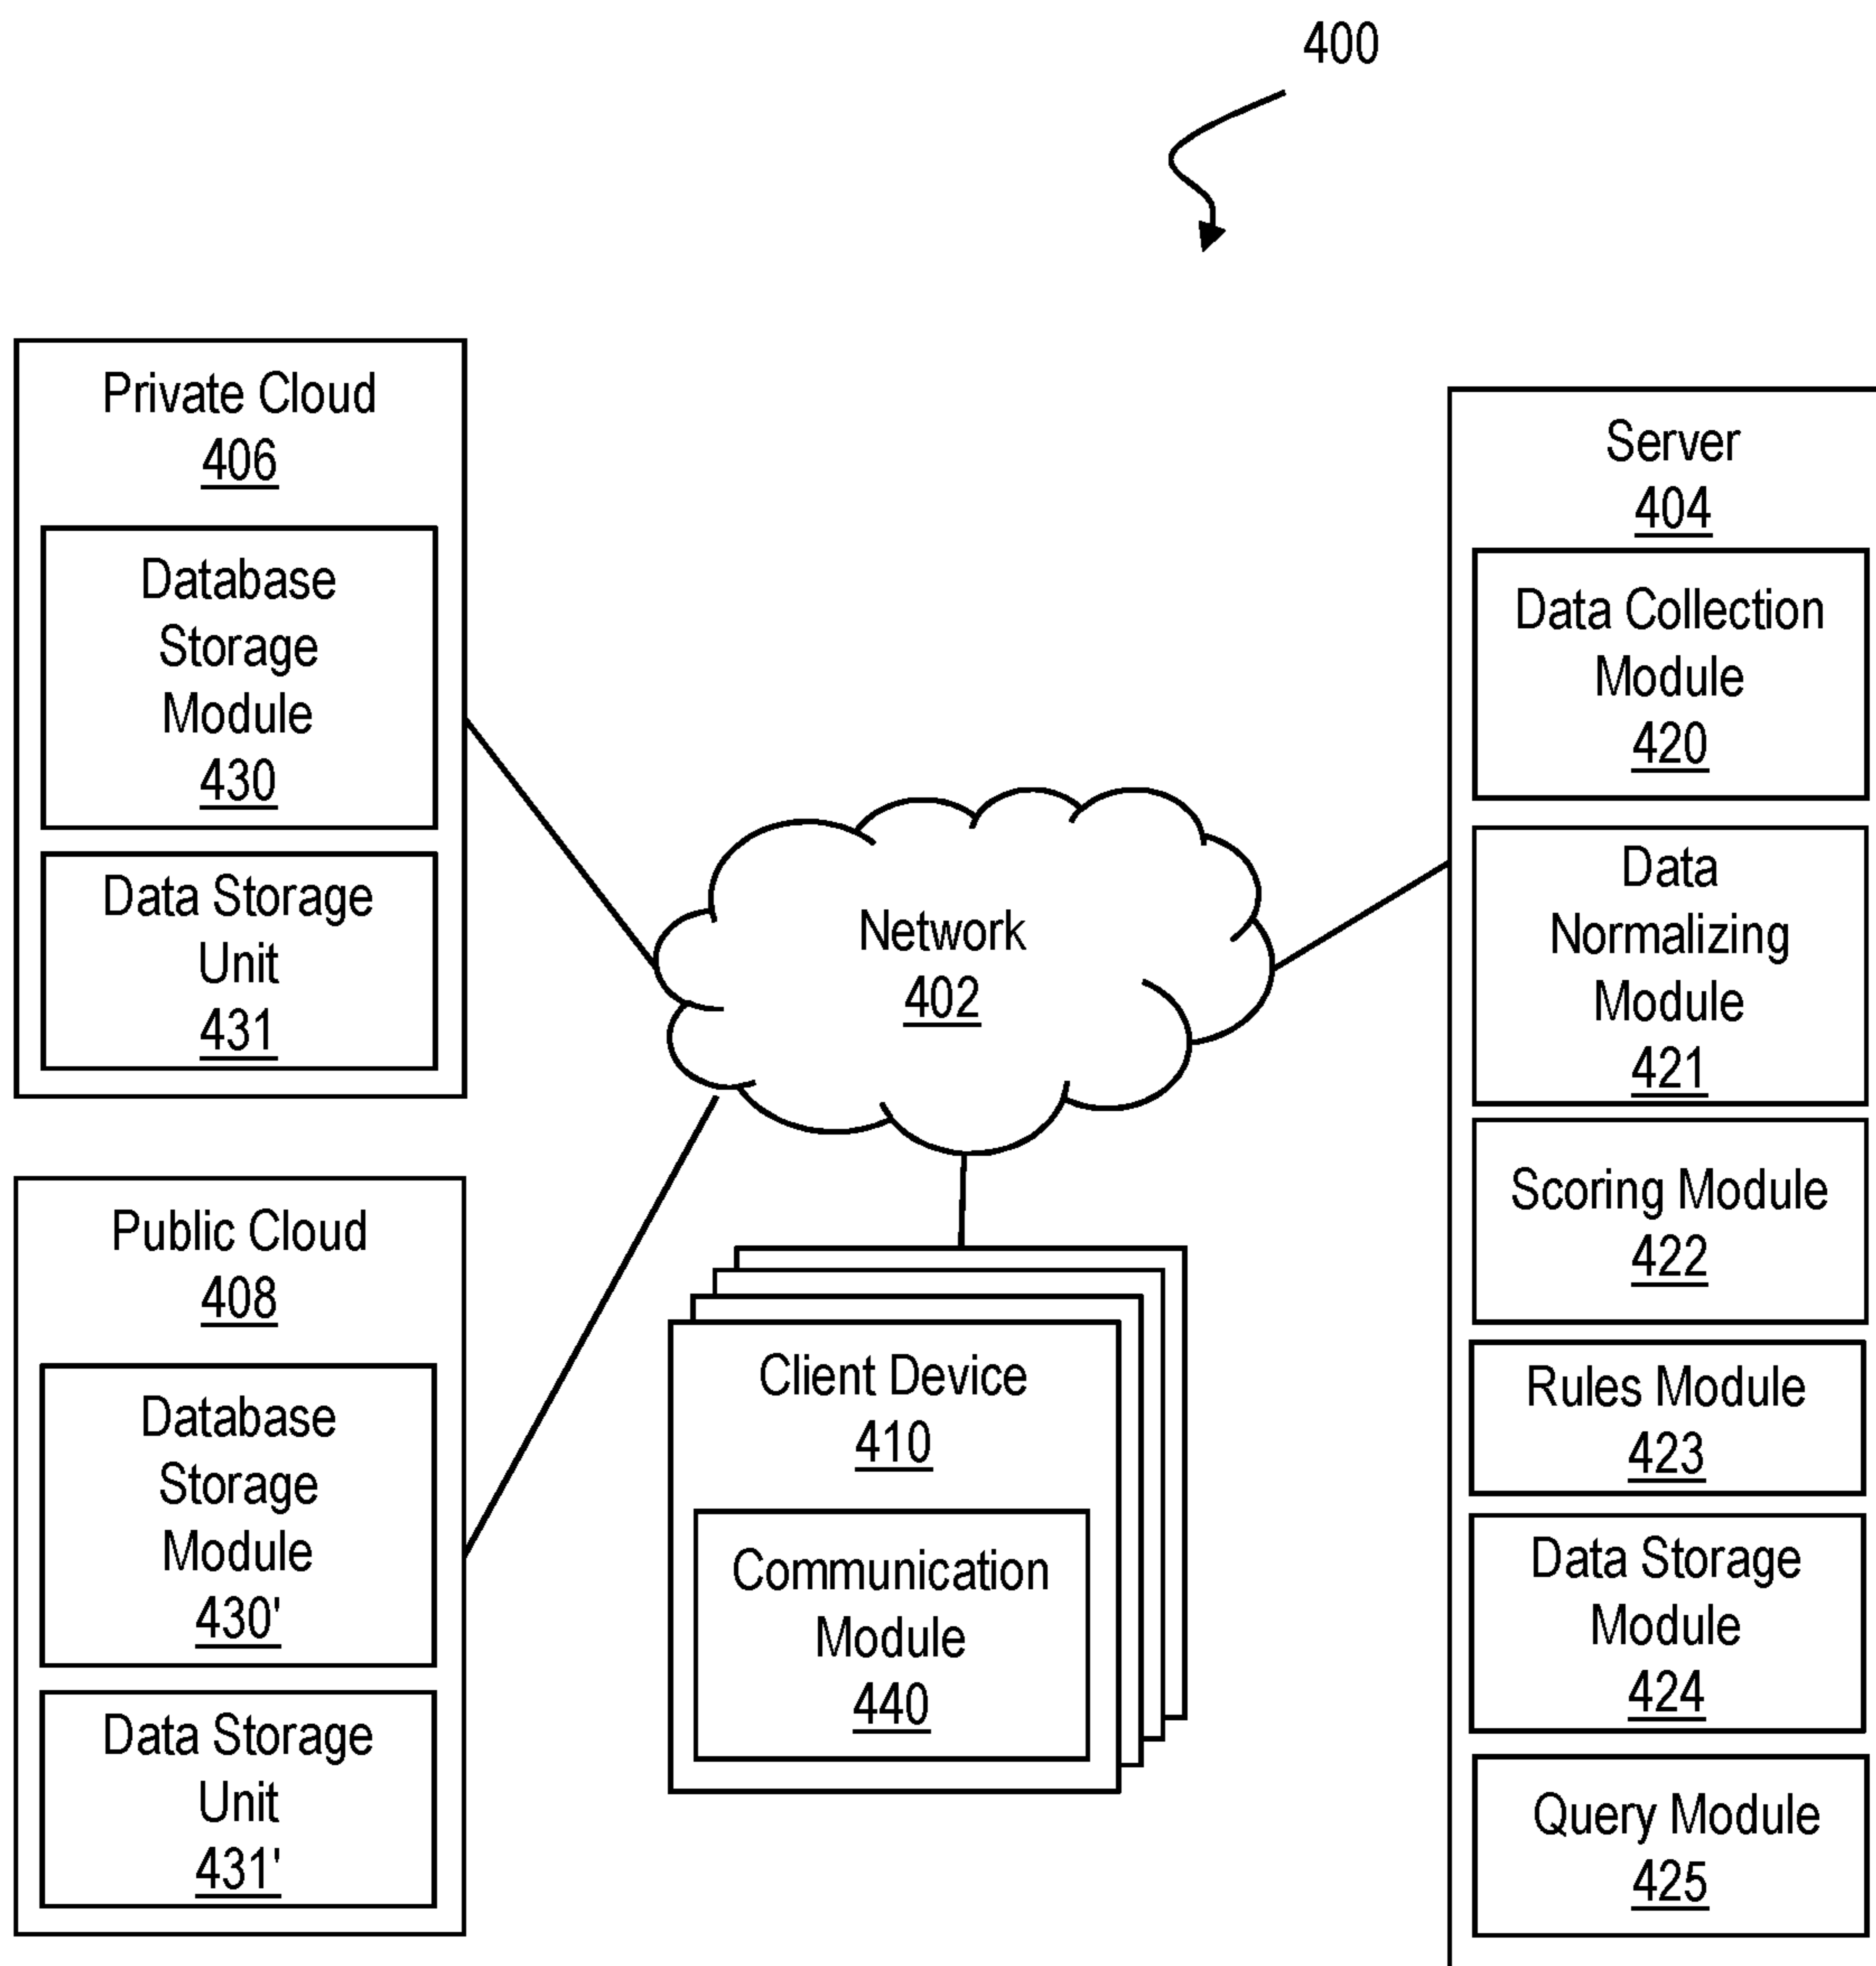 400
Private Cloud
406
Database
Storage
Module
430
Data Storage
Unit
431
Public Cloud
408
Database
Storage
Module
430'
Data Storage
Unit
431'
Network
402
Client Device
410
Communication
Module
440
Server
404
Data Collection
Module
420
Data
Normalizing
Module
421
Scoring Module
422
Rules Module
423
Data Storage
Module
424
Query Module
425